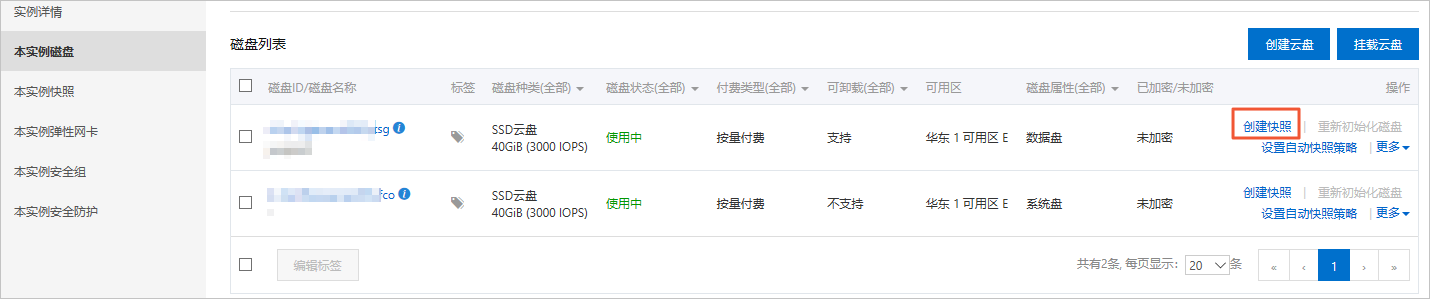 实例详情
本实例磁盘
本实例快照
本实例弹性网卡
本实例安全组
本实例安全防护
磁盘列表
创建云盘
挂载云盘
磁盘ID/磁盘名称 标签 磁盘种类(全部) 磁盘状态(全部) 付费类型(全部) 可卸载(全部) 可用区 磁盘属性(全部) 已加密/未加密 操作
sg
SSD云盘
40GiB (3000 IOPS)
使用中
按量付费
支持
华东 1 可用区 E
数据盘
未加密
创建快照 | 重新初始化磁盘
设置自动快照策略 | 更多
fco
SSD云盘
40GiB (3000 IOPS)
使用中
按量付费
不支持
华东 1 可用区 E
系统盘
未加密
创建快照 | 重新初始化磁盘
设置自动快照策略 | 更多
编辑标签
共有2条, 每页显示: 20 条
« ‹ 1 › »